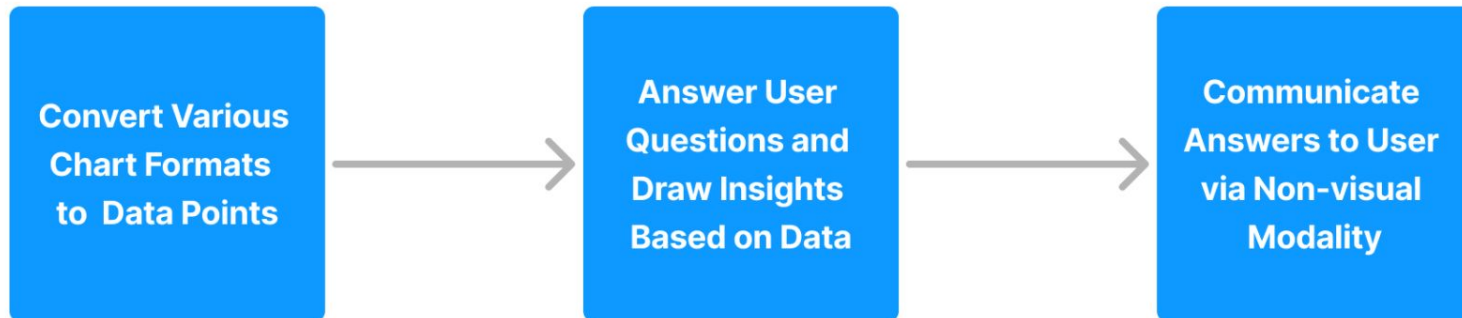 Convert Various
Chart Formats
to Data Points
Answer User
Questions and
Draw Insights
Based on Data
Communicate
Answers to User
via Non-visual
Modality